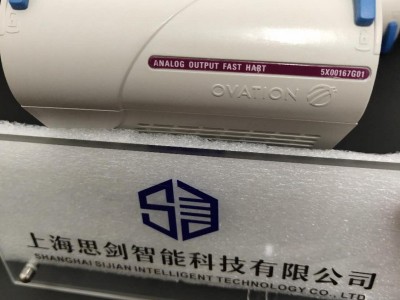 ANALOG OUTPUT FAST HART 5X00167G01
OVATION
上海思剑智能科技有限公司
SHANGHAI SIJIAN INTELLIGENT TECHNOLOGY CO., LTD